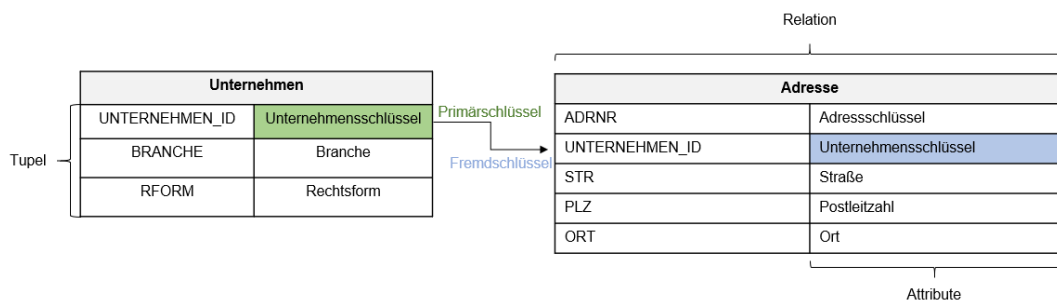 Relation
Unternehmen
UNTERNEHMEN_ID Unternehmensschlüssel
BRANCHE Branche
RFORM Rechtsform
Tupel
Primärschlüssel
Fremdschlüssel
Adresse
ADRNR Adressschlüssel
UNTERNEHMEN_ID Unternehmensschlüssel
STR Straße
PLZ Postleitzahl
ORT Ort
Attribute